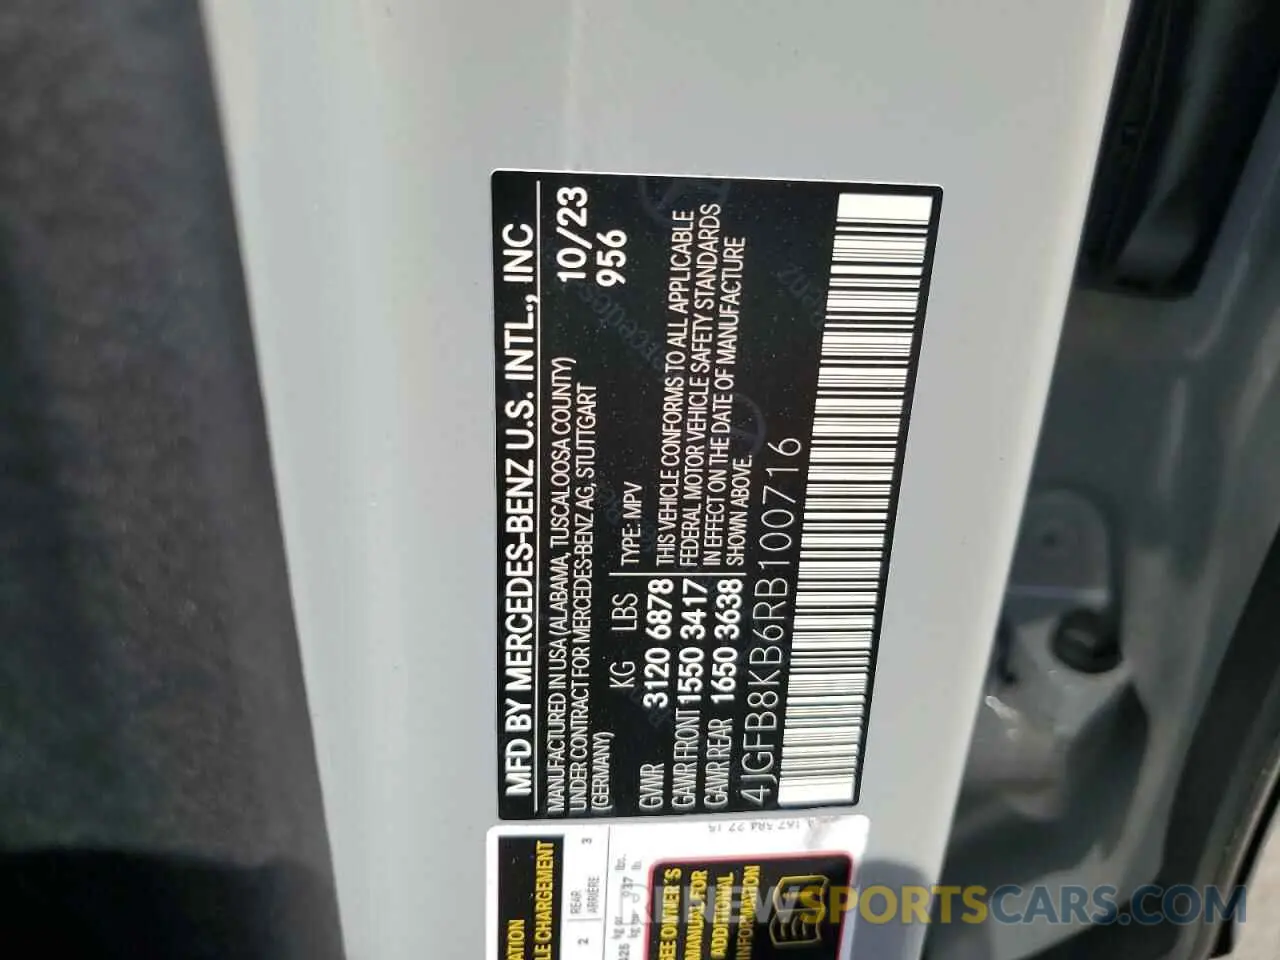 MFD BY MERCEDES-BENZ U.S. INTL., INC
MANUFACTURED IN USA (ALABAMA, TUSCALOOSA COUNTY) 10/23
UNDER CONTRACT FOR MERCEDES-BENZ AG, STUTTGART 956
(GERMANY)
KG LBS TYPE: MPV
GVWR 3120 6878 THIS VEHICLE CONFORMS TO ALL APPLICABLE
GAWR FRONT 1550 3417 FEDERAL MOTOR VEHICLE SAFETY STANDARDS
GAWR REAR 1650 3638 IN EFFECT ON THE DATE OF MANUFACTURE
SHOWN ABOVE.
4JGFB8KB6RB100716
LE CHARGEMENT
2 REAR 3
ARRIÈRE
SEE OWNER'S
MANUAL FOR
ADDITIONAL
INFORMATION
RENEWSPORTSCARS.COM